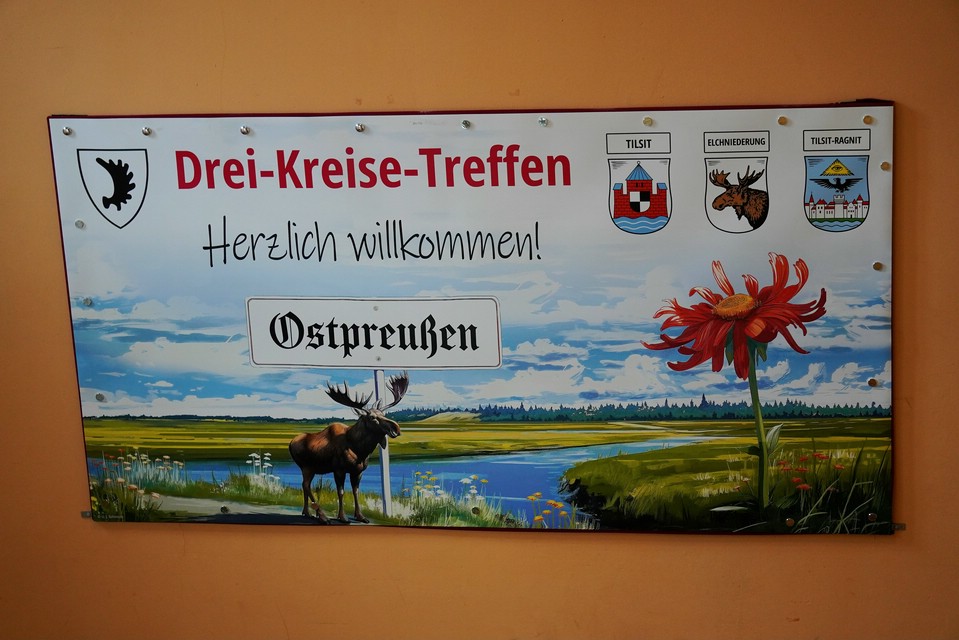 Drei-Kreise-Treffen
Herzlich willkommen!
Ostpreußen
TILSIT
ELCHNIEDERUNG
TILSIT-RAGNIT